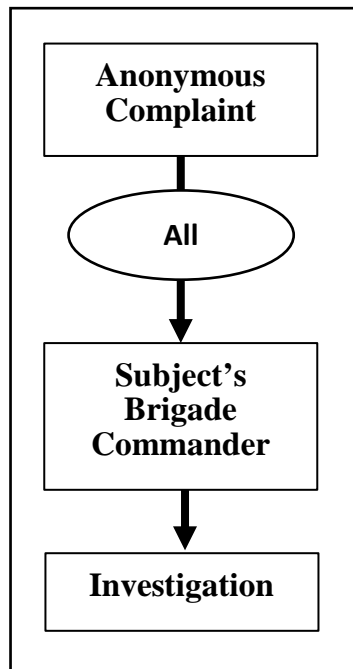 Anonymous
Complaint
All
Subject’s
Brigade
Commander
Investigation